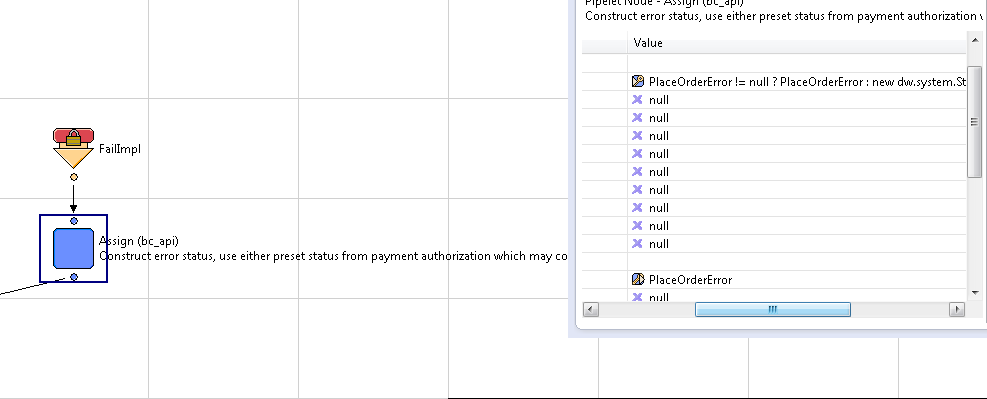 Pipelet Node - Assign (bc_api)
Construct error status, use either preset status from payment authorization
Value
PlaceOrderError != null ? PlaceOrderError : new dw.system.St
null
null
null
null
null
null
null
null
null
PlaceOrderError
null
FailImpl
Assign (bc_api)
Construct error status, use either preset status from payment authorization which may co